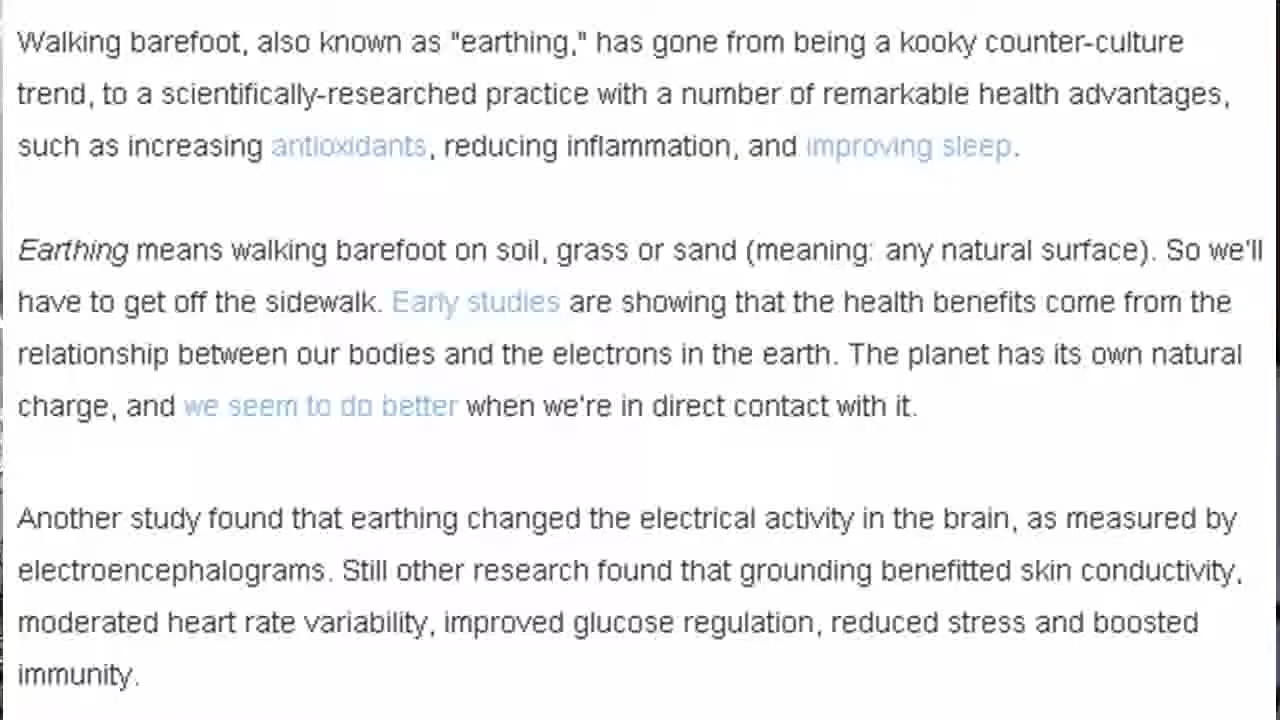 Walking barefoot, also known as "earthing," has gone from being a kooky counter-culture
trend, to a scientifically-researched practice with a number of remarkable health advantages,
such as increasing antioxidants, reducing inflammation, and improving sleep.
Earthing means walking barefoot on soil, grass or sand (meaning: any natural surface). So we'll
have to get off the sidewalk. Early studies are showing that the health benefits come from the
relationship between our bodies and the electrons in the earth. The planet has its own natural
charge, and we seem to do better when we're in direct contact with it.
Another study found that earthing changed the electrical activity in the brain, as measured by
electroencephalograms. Still other research found that grounding benefitted skin conductivity,
moderated heart rate variability, improved glucose regulation, reduced stress and boosted
immunity.